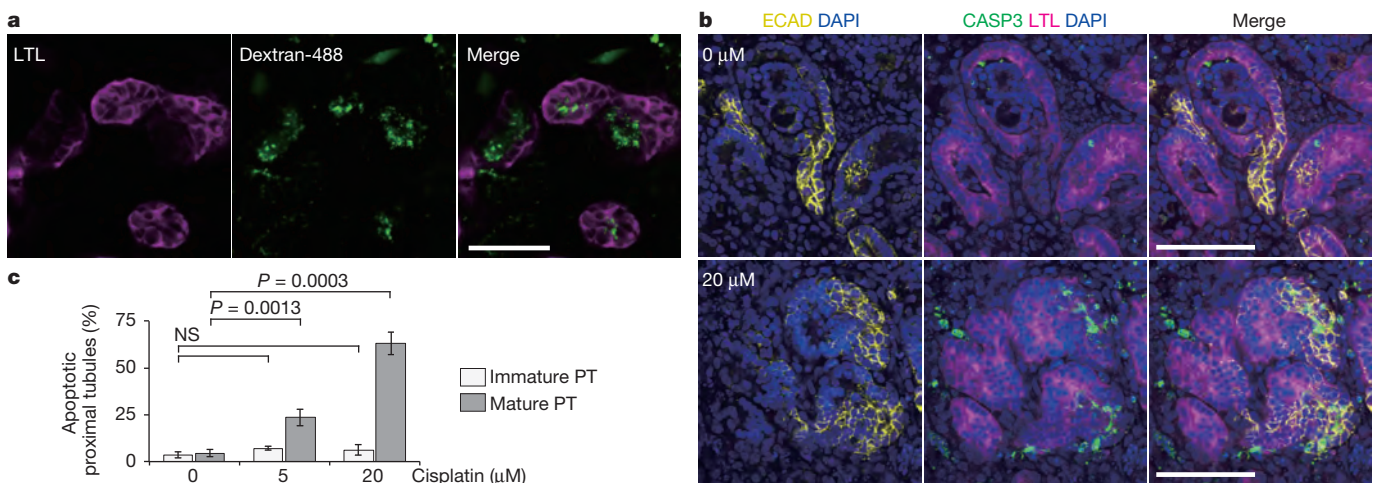 a
LTL
Dextran-488
Merge
b
ECAD DAPI
CASP3 LTL DAPI
Merge
0 μM
20 μM
c
P = 0.0003
P = 0.0013
NS
Apoptotic
proximal tubules (%)
75
50
25
0
0 5 20 Cisplatin (μM)
Immature PT
Mature PT